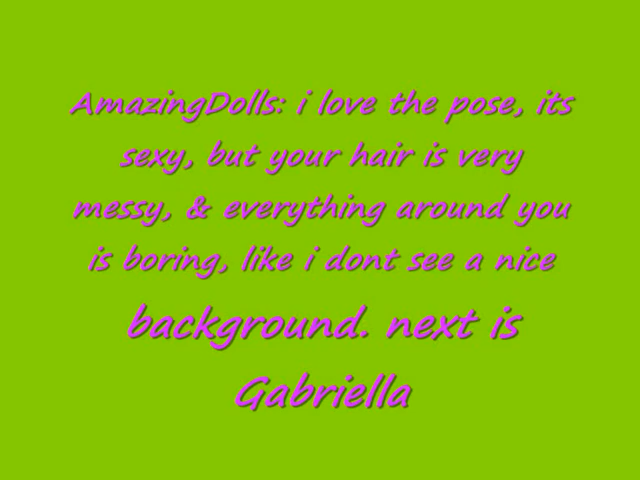 AmazingDolls: i love the pose, its
sexy, but your hair is very
messy, & everything around you
is boring, like i dont see a nice
background. next is
Gabriella